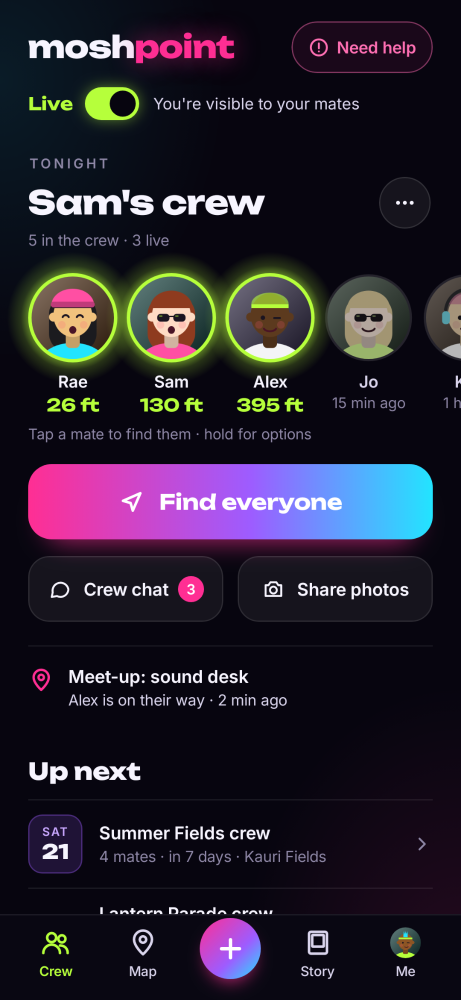 moshpoint
Need help
Live
You're visible to your mates
TONIGHT
Sam's crew
5 in the crew · 3 live
Rae
Sam
Alex
Jo
26 ft
130 ft
395 ft
15 min ago
1 h
Tap a mate to find them · hold for options
Find everyone
Crew chat 3
Share photos
Meet-up: sound desk
Alex is on their way · 2 min ago
Up next
SAT
21
Summer Fields crew
4 mates · in 7 days · Kauri Fields
Lantern Parade crew
Crew
Map
Story
Me